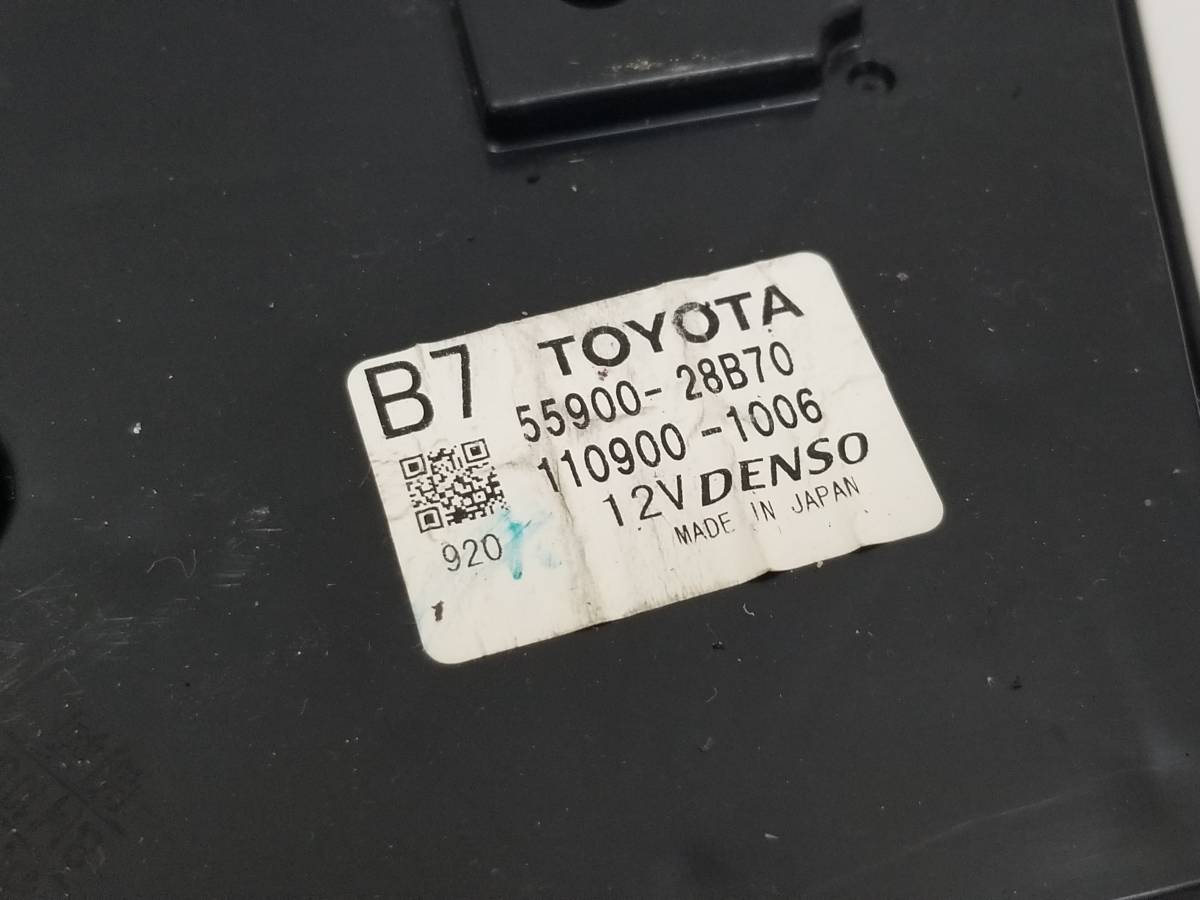 B7
TOYOTA
55900-28B70
110900-1006
12V DENSO
MADE IN JAPAN
920